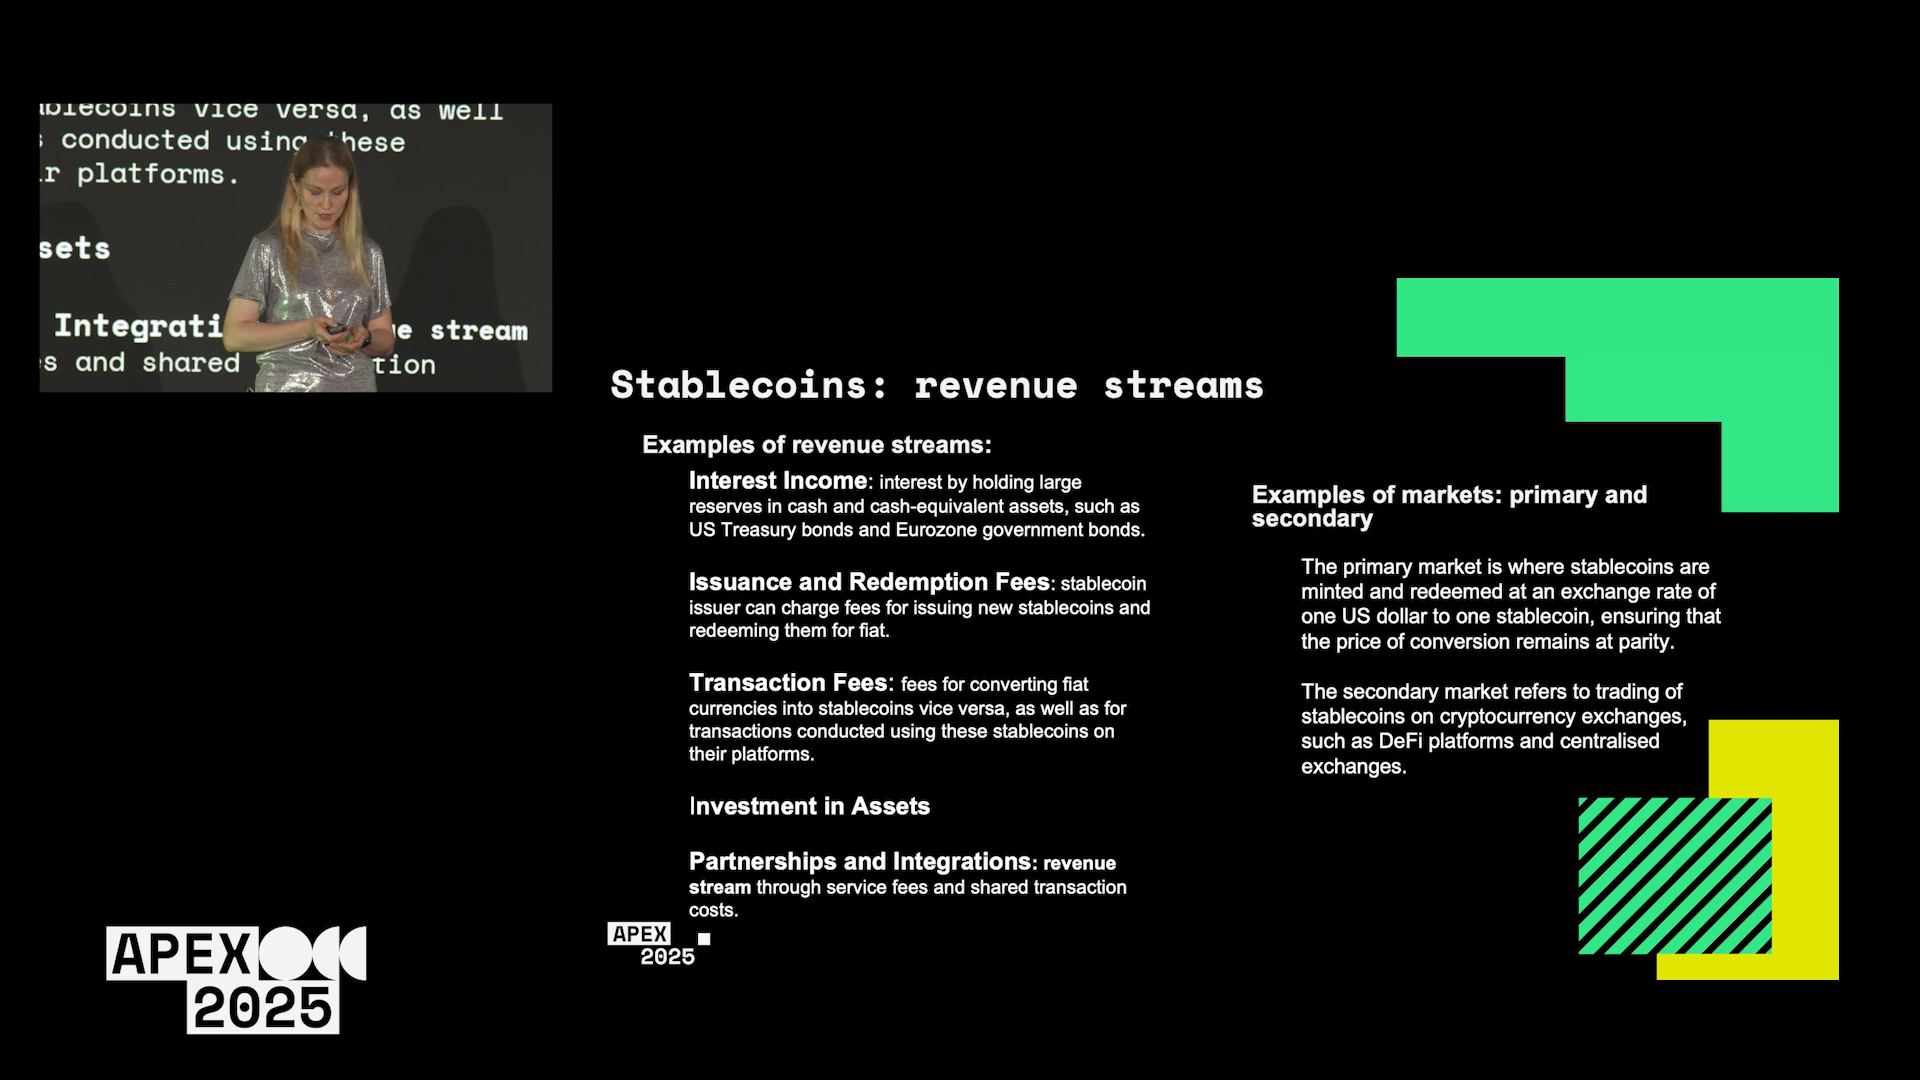 blecoins vice versa, as well
s conducted using these
ir platforms.
sets
Integrati
e stream
s and shared
tion
Stablecoins: revenue streams
Examples of revenue streams:
Interest Income: interest by holding large
reserves in cash and cash-equivalent assets, such as
US Treasury bonds and Eurozone government bonds.
Issuance and Redemption Fees: stablecoin
issuer can charge fees for issuing new stablecoins and
redeeming them for fiat.
Transaction Fees: fees for converting fiat
currencies into stablecoins vice versa, as well as for
transactions conducted using these stablecoins on
their platforms.
Investment in Assets
Partnerships and Integrations: revenue
stream through service fees and shared transaction
costs.
Examples of markets: primary and
secondary
The primary market is where stablecoins are
minted and redeemed at an exchange rate of
one US dollar to one stablecoin, ensuring that
the price of conversion remains at parity.
The secondary market refers to trading of
stablecoins on cryptocurrency exchanges,
such as DeFi platforms and centralised
exchanges.
APEX
2025
APEX
2025